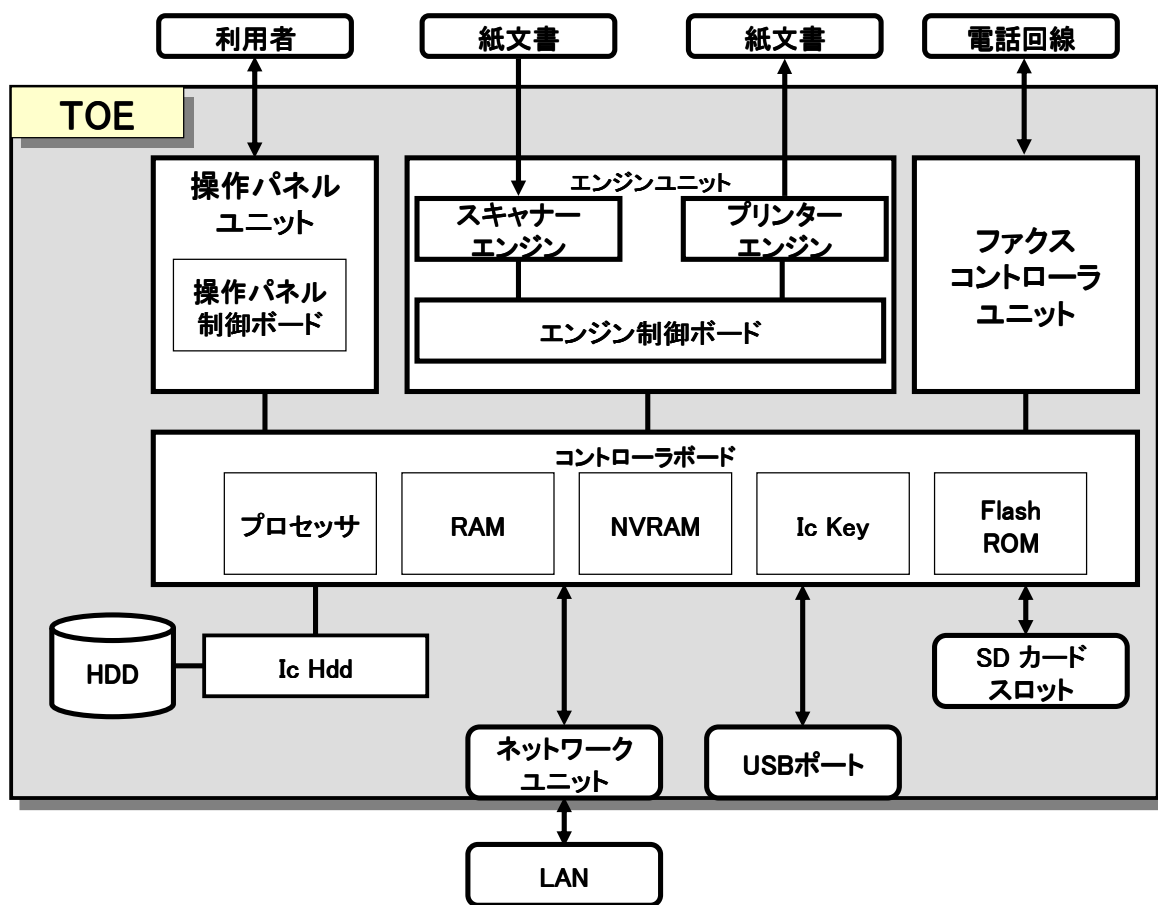 利用者
紙文書
紙文書
電話回線
TOE
操作パネル
ユニット
操作パネル
制御ボード
エンジンユニット
スキャナー
エンジン
プリンター
エンジン
エンジン制御ボード
ファクス
コントローラ
ユニット
コントローラボード
プロセッサ
RAM
NVRAM
Ic Key
Flash
ROM
HDD
Ic Hdd
SD カード
スロット
ネットワーク
ユニット
USBポート
LAN